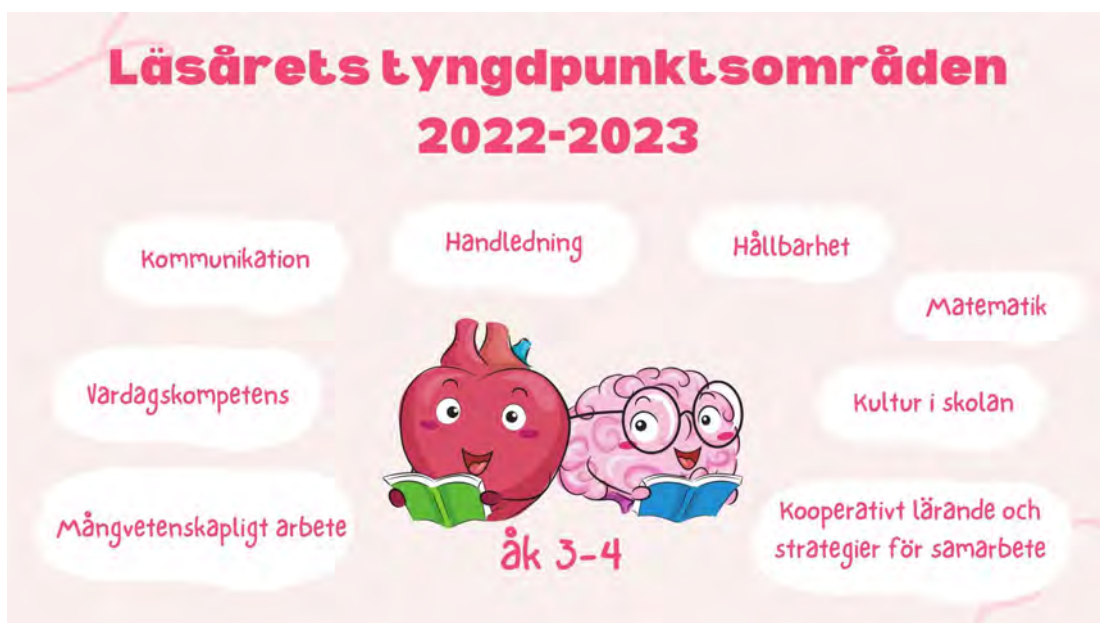 Läsårets tyngdpunktsområden
2022-2023
Kommunikation
Handledning
Hållbarhet
Matematik
Vardagskompetens
Kultur i skolan
Mångvetenskapligt arbete
Kooperativt lärande och
strategier för samarbete
åk 3-4